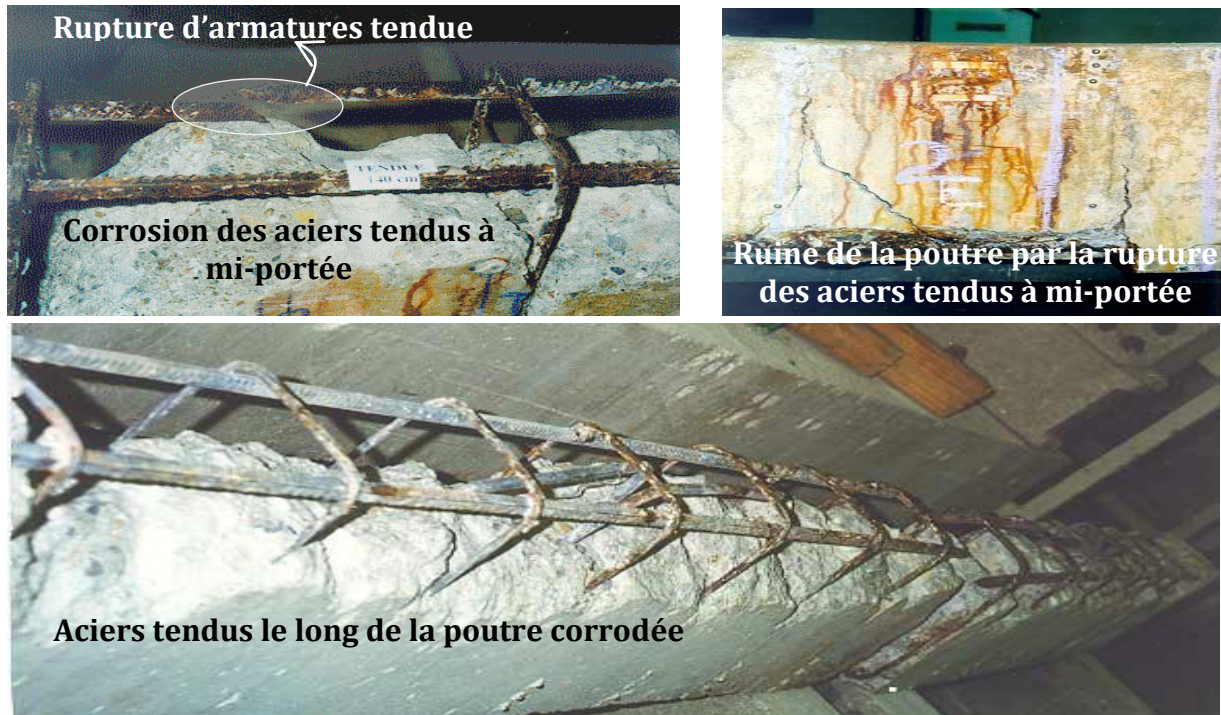 Rupture d’armatures tendue
TENDUE
140 cm
Corrosion des aciers tendus à
mi-portée
Ruine de la poutre par la rupture
des aciers tendus à mi-portée
Aciers tendus le long de la poutre corrodée